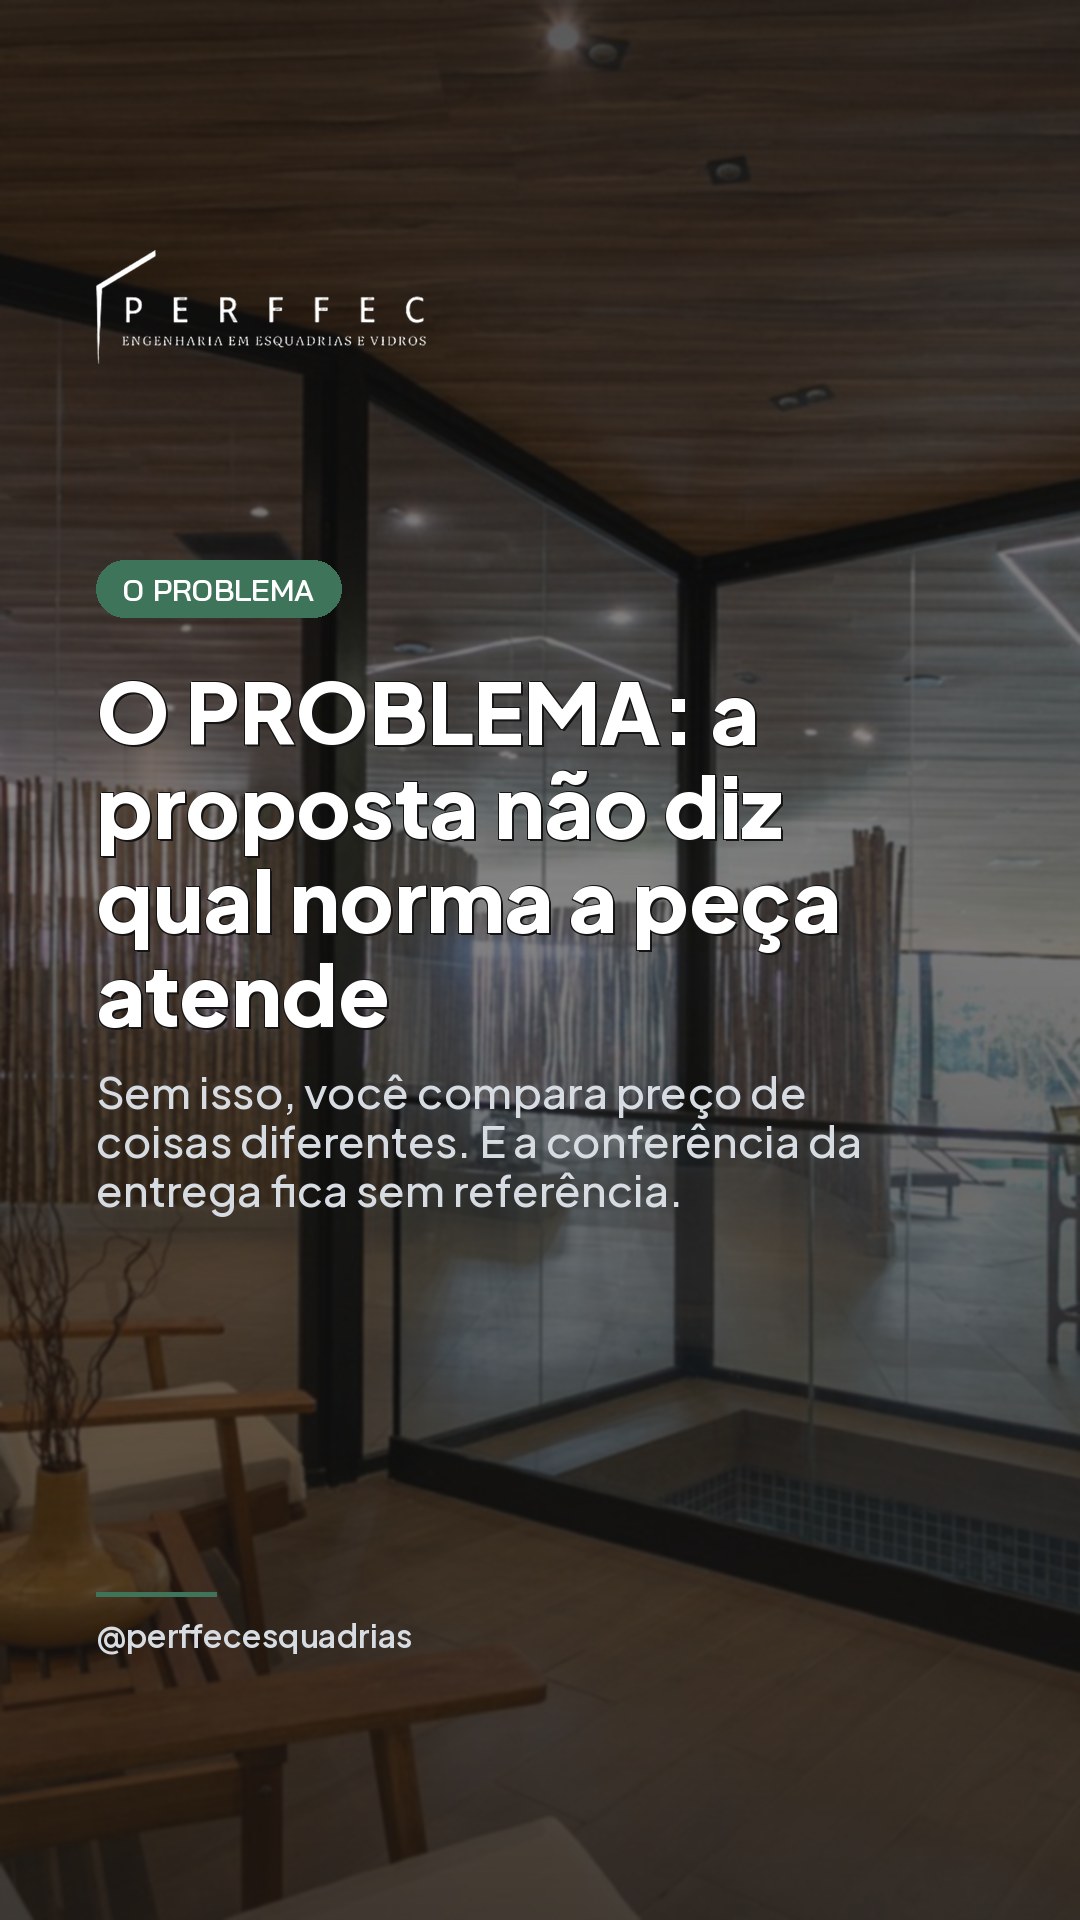 PERFFEC
ENGENHARIA EM ESQUADRIAS E VIDROS
O PROBLEMA
O PROBLEMA: a
proposta não diz
qual norma a peça
atende
Sem isso, você compara preço de
coisas diferentes. E a conferência da
entrega fica sem referência.
@perffecesquadrias